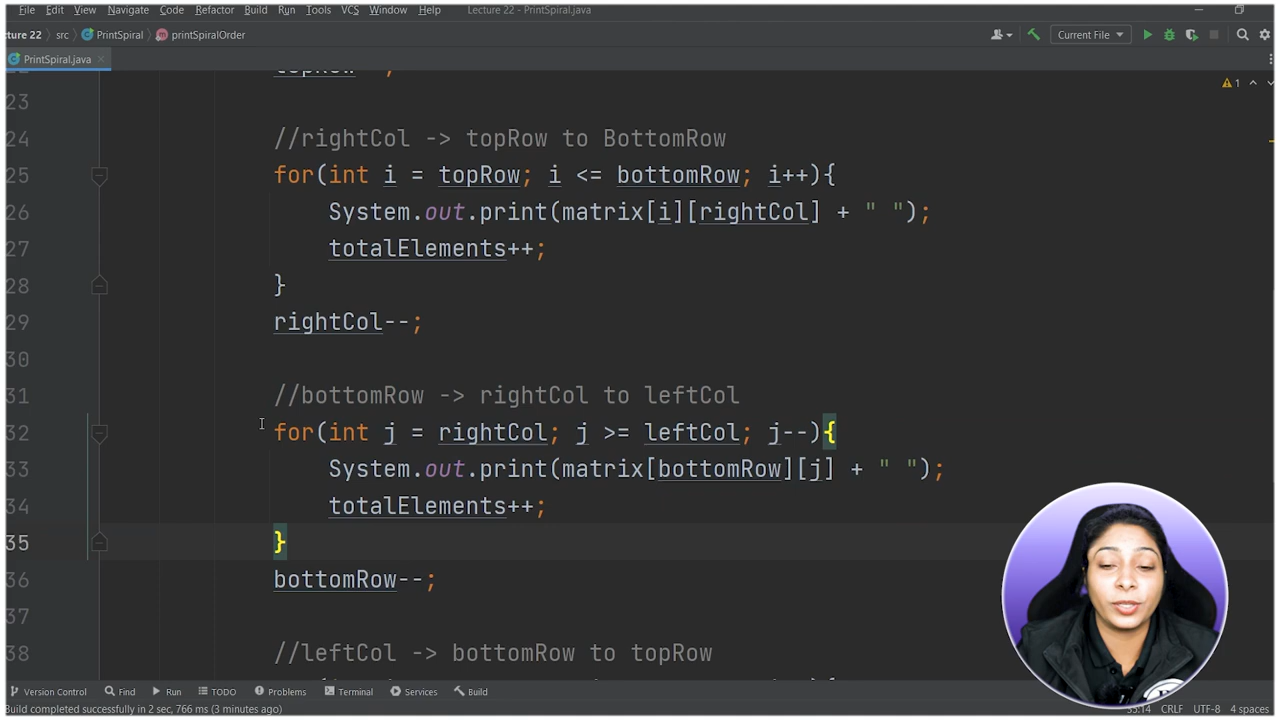 File Edit View Navigate Code Refactor Build Run Tools VCS Window Help Lecture 22 - PrintSpiral.java
cture 22 src PrintSpiral printSpiralOrder Current File
PrintSpiral.java
1
23
24 //rightCol -> topRow to BottomRow
25 for(int i = topRow; i <= bottomRow; i++){
26 System.out.print(matrix[i][rightCol] + " ");
27 totalElements++;
28 }
29 rightCol--;
30
31 //bottomRow -> rightCol to leftCol
32 for(int j = rightCol; j >= leftCol; j--){
33 System.out.print(matrix[bottomRow][j] + " ");
34 totalElements++;
35 }
36 bottomRow--;
37
38 //leftCol -> bottomRow to topRow
Version Control Find Run TODO Problems Terminal Services Build
Build completed successfully in 2 sec, 766 ms (3 minutes ago) 35:14 CRLF UTF-8 4 spaces